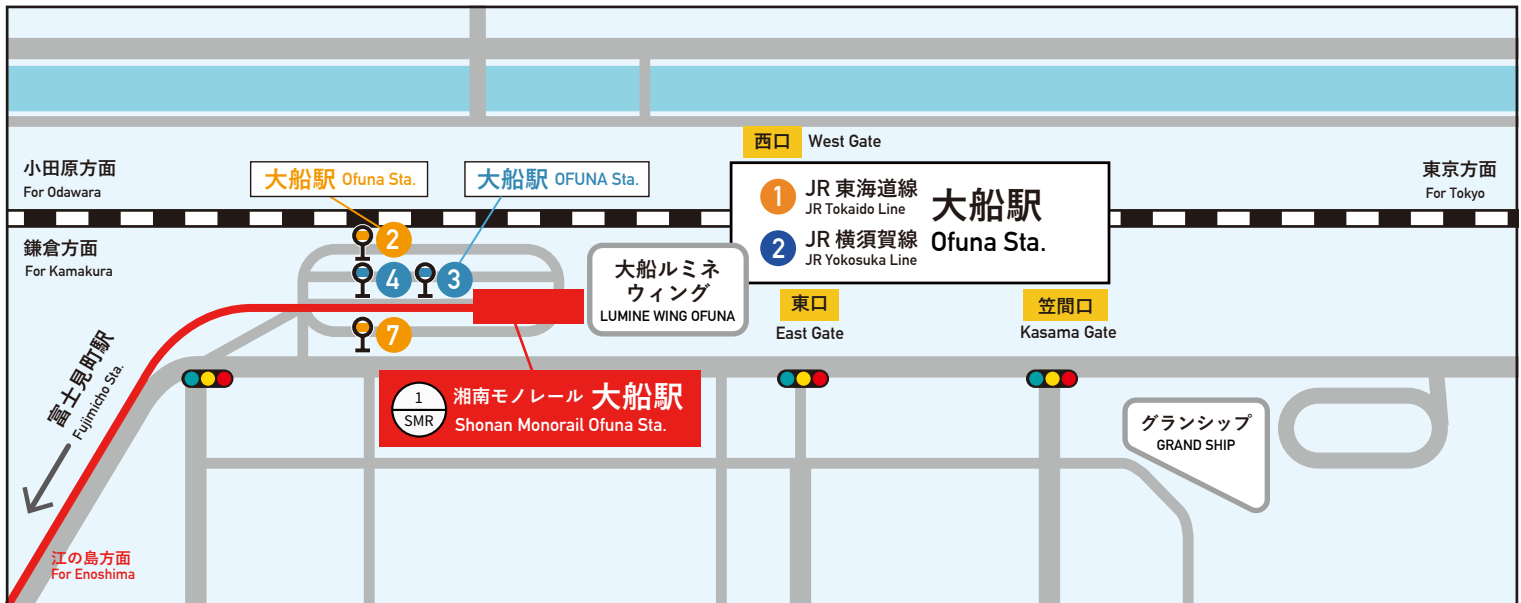 西口 West Gate
小田原方面
For Odawara
大船駅 Ofuna Sta.
大船駅 OFUNA Sta.
1 JR 東海道線
JR Tokaido Line
2 JR 横須賀線
JR Yokosuka Line
大船駅
Ofuna Sta.
東京方面
For Tokyo
鎌倉方面
For Kamakura
2
4
3
7
大船ルミネ
ウィング
LUMINE WING OFUNA
東口
East Gate
笠間口
Kasama Gate
富士見町駅
Fujimicho Sta.
1
SMR
湘南モノレール 大船駅
Shonan Monorail Ofuna Sta.
グランシップ
GRAND SHIP
江の島方面
For Enoshima